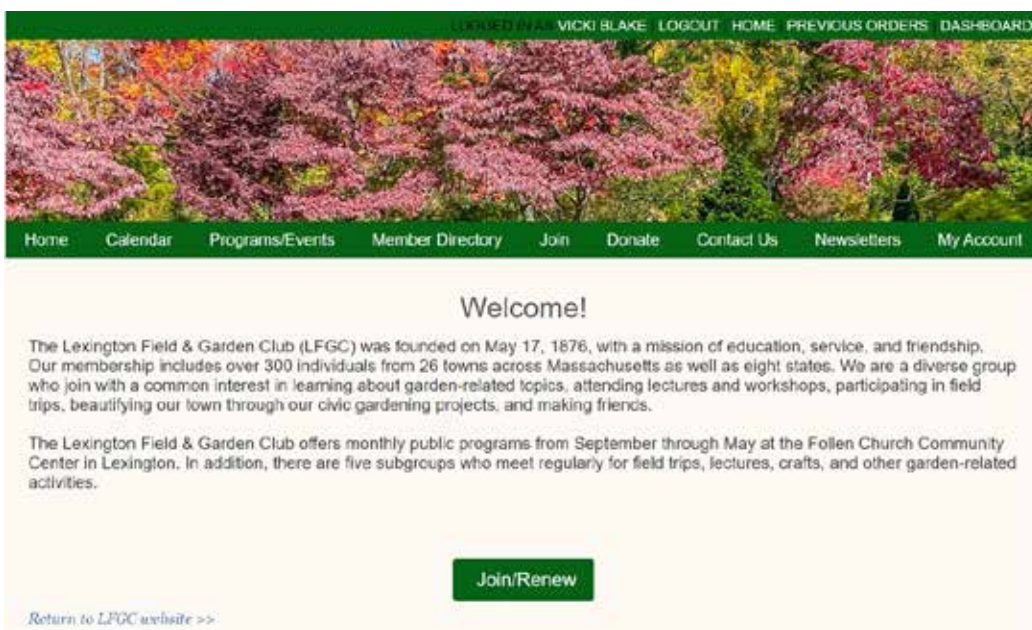 LOGGED IN AS VICKI BLAKE LOGOUT HOME PREVIOUS ORDERS DASHBOARD
Home Calendar Programs/Events Member Directory Join Donate Contact Us Newsletters My Account
Welcome!
The Lexington Field & Garden Club (LFGC) was founded on May 17, 1876, with a mission of education, service, and friendship.
Our membership includes over 300 individuals from 26 towns across Massachusetts as well as eight states. We are a diverse group
who join with a common interest in learning about garden-related topics, attending lectures and workshops, participating in field
trips, beautifying our town through our civic gardening projects, and making friends.
The Lexington Field & Garden Club offers monthly public programs from September through May at the Follen Church Community
Center in Lexington. In addition, there are five subgroups who meet regularly for field trips, lectures, crafts, and other garden-related
activities.
Join/Renew
Return to LFGC website >>